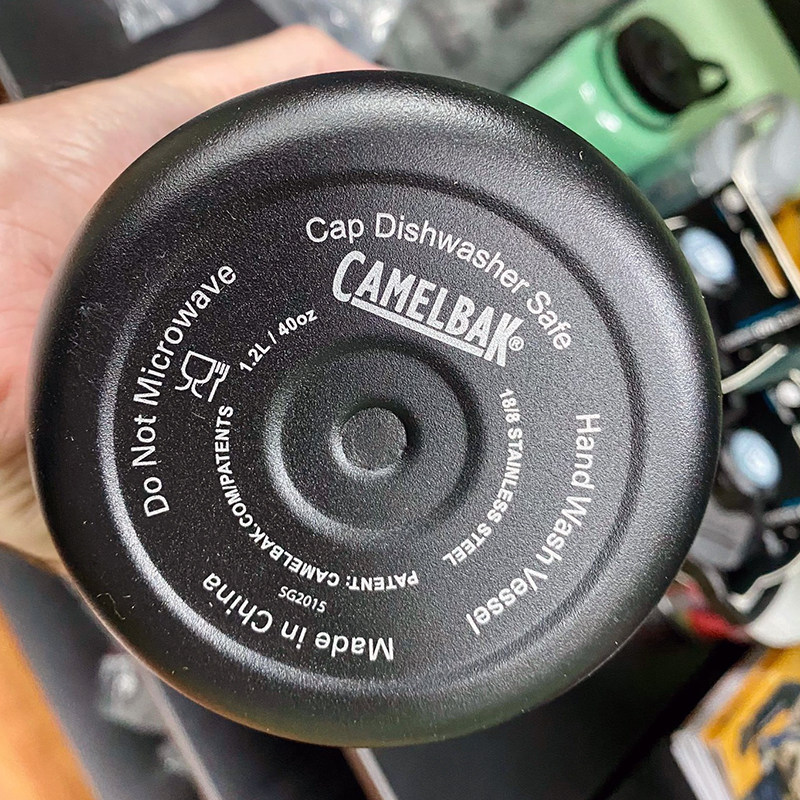 Cap Dishwasher Safe
CAMELBAK®
Hand Wash Vessel
18/8 STAINLESS STEEL
Made in China
SG2015
PATENT: CAMELBAK.COM/PATENTS
Do Not Microwave
1.2L / 40oz